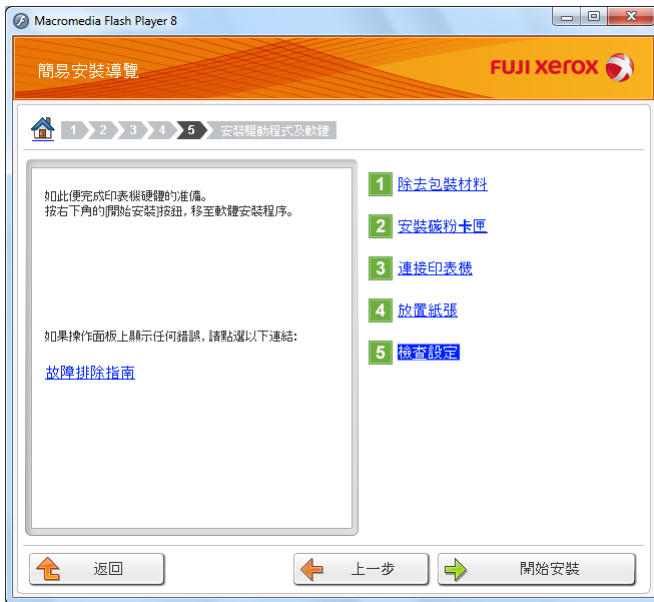 Macromedia Flash Player 8
簡易安裝導覽
FUJI xerox
1 2 3 4 5 安裝驅動程式及軟體
如此便完成印表機硬體的准備。
按右下角的[開始安裝]按鈕, 移至軟體安裝程序。
如果操作面板上顯示任何錯誤, 請點選以下連結:
故障排除指南
1 除去包裝材料
2 安裝碳粉卡匣
3 連接印表機
4 放置紙張
5 檢查設定
返回
上一步
開始安裝